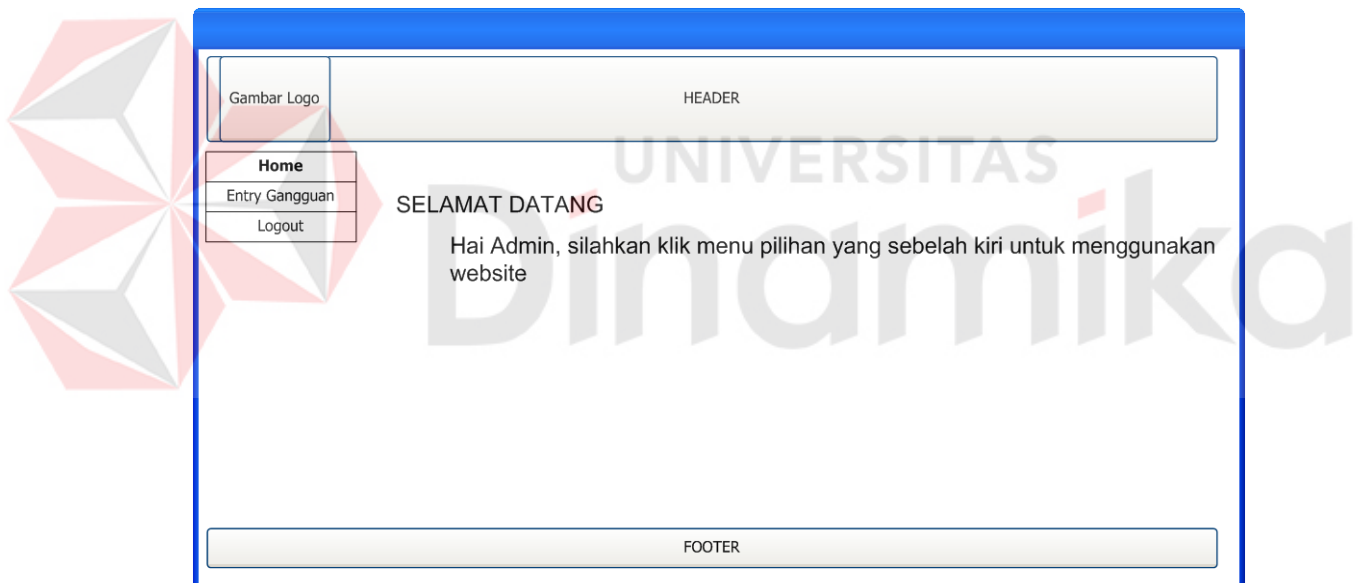 Gambar Logo
HEADER
UNIVERSITAS
Dinamika
Home
Entry Gangguan
Logout
SELAMAT DATANG
Hai Admin, silahkan klik menu pilihan yang sebelah kiri untuk menggunakan
website
FOOTER